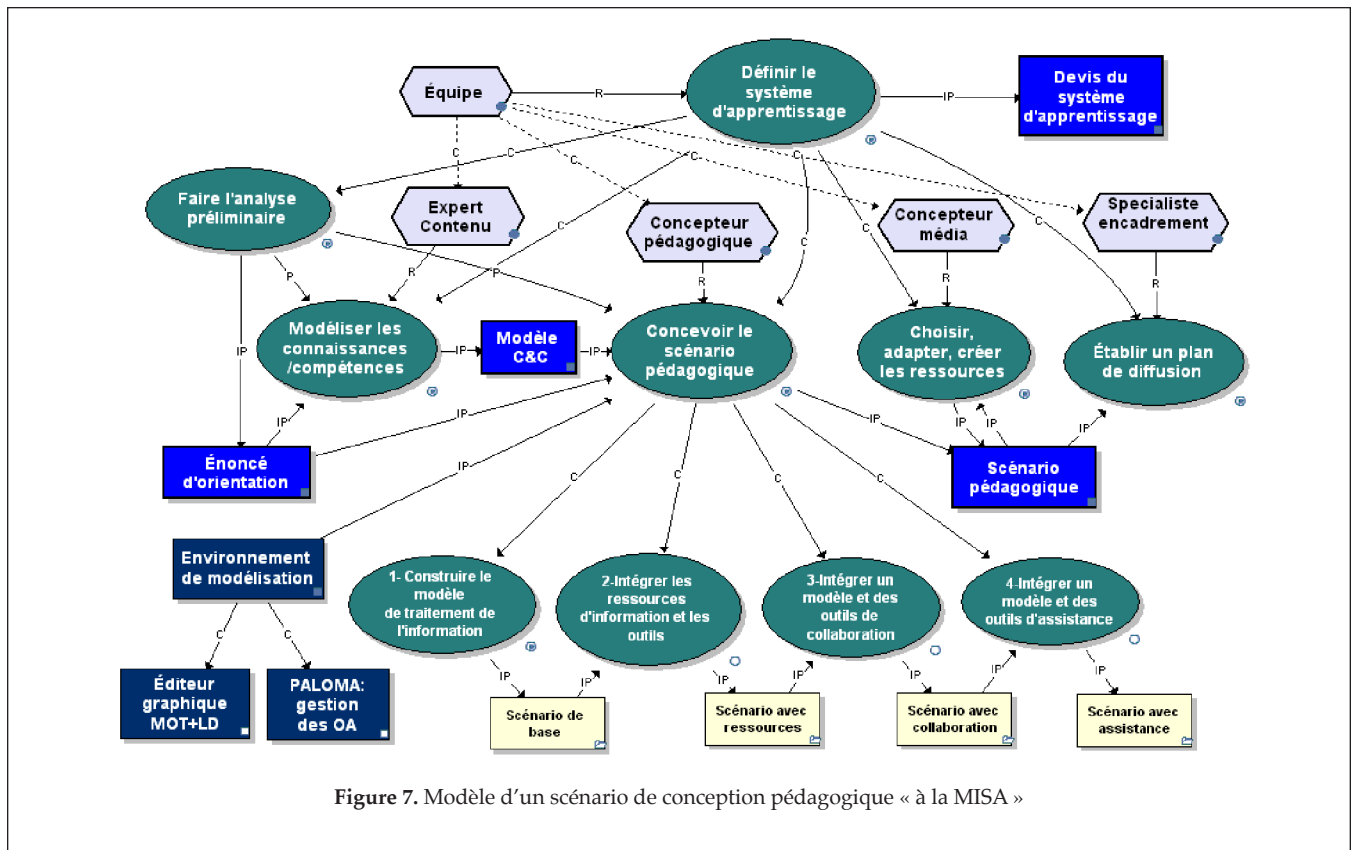 Équipe
R
Définir le
système
d'apprentissage
IP
Devis du
système
d'apprentissage
C
C
C
C
C
C
C
C
C
C
Faire l'analyse
préliminaire
Expert
Contenu
Concepteur
pédagogique
Concepteur
média
Specialiste
encadrement
P
R
P
R
R
R
IP
Modéliser les
connaissances
/compétences
IP
Modèle
C&C
IP
Concevoir le
scénario
pédagogique
Choisir,
adapter, créer
les ressources
Établir un plan
de diffusion
IP
IP
IP
IP
IP
IP
IP
Énoncé
d'orientation
Scénario
pédagogique
C
C
C
C
Environnement
de modélisation
1- Construire le
modèle
de traitement de
l'information
2-Intégrer les
ressources
d'information et les
outils
3-Intégrer un
modèle et des
outils de
collaboration
4-Intégrer un
modèle et des
outils d'assistance
C
C
IP
IP
IP
IP
IP
IP
IP
Éditeur
graphique
MOT+LD
PALOMA:
gestion
des OA
Scénario de
base
Scénario avec
ressources
Scénario avec
collaboration
Scénario avec
assistance
Figure 7. Modèle d'un scénario de conception pédagogique « à la MISA »